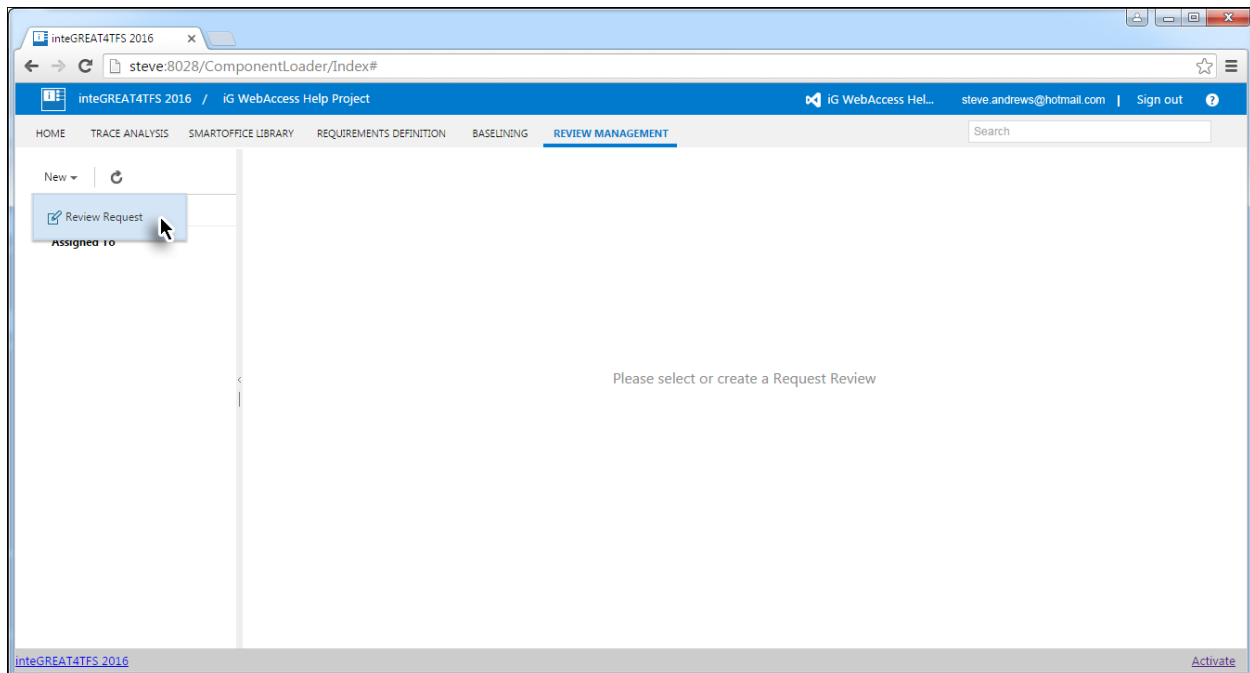 inteGREAT4TFS 2016
steve:8028/ComponentLoader/Index#
inteGREAT4TFS 2016 / iG WebAccess Help Project iG WebAccess Hel... steve.andrews@hotmail.com | Sign out ?
HOME TRACE ANALYSIS SMARTOFFICE LIBRARY REQUIREMENTS DEFINITION BASELINING REVIEW MANAGEMENT Search
New
Review Request
Assigned To
Please select or create a Request Review
inteGREAT4TFS 2016 Activate